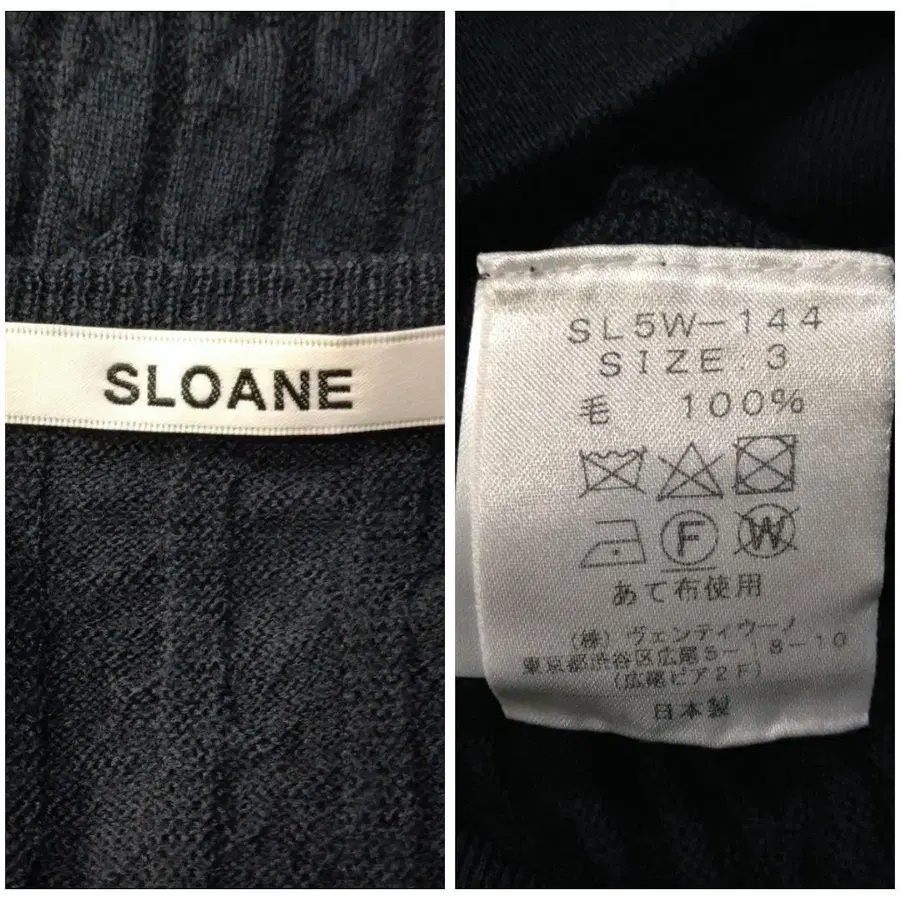 SLOANE
SL5W-144
SIZE.3
毛 100%
F W
あて布使用
(株)ヴェンティウーノ
東京都渋谷区広尾5-18-10
(広尾ピア2F)
日本製